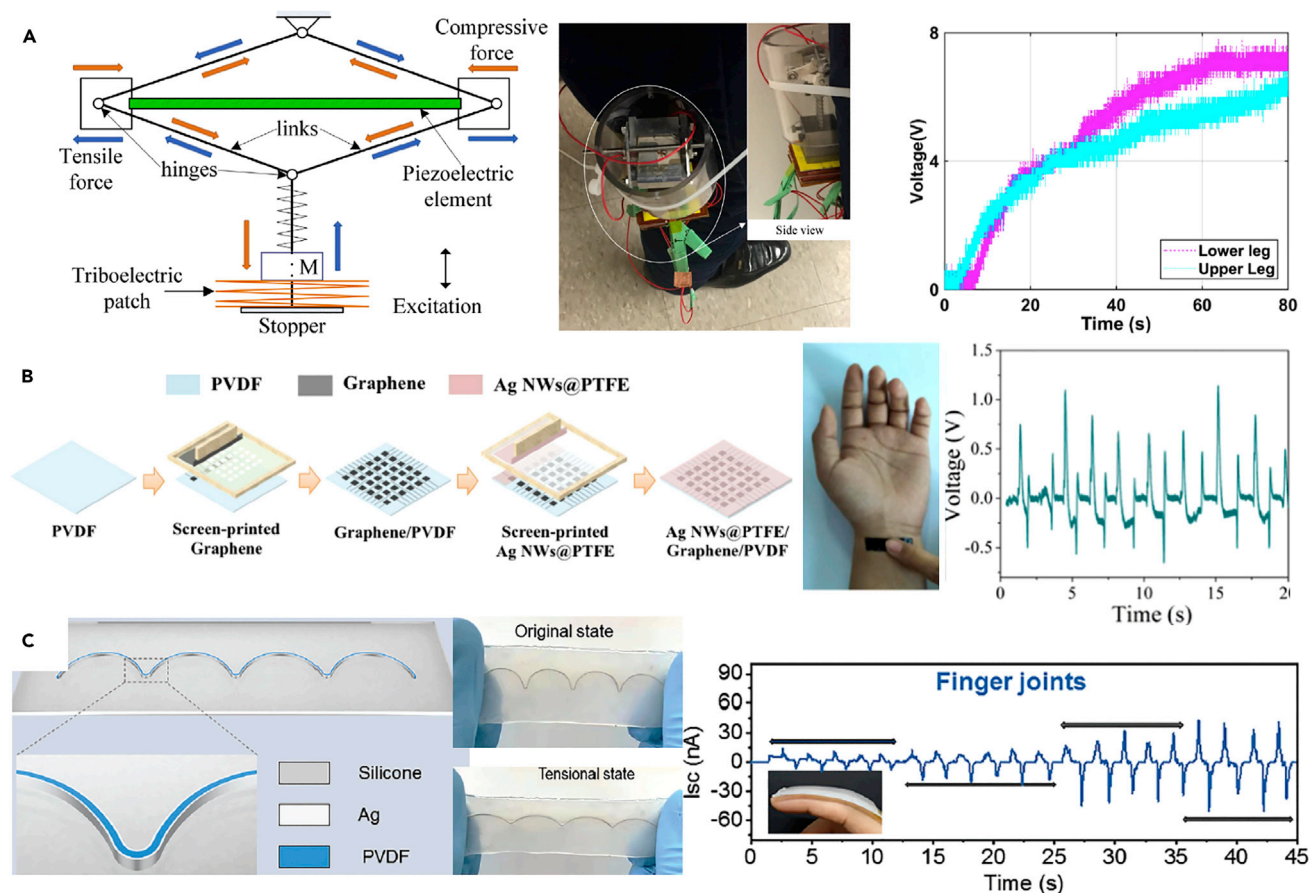 A
Compressive
force
Tensile
force
hinges
links
Piezoelectric
element
M
Triboelectric
patch
Excitation
Stopper
Side view
Voltage(V)
8
4
0
0 20 40 60 80
Time (s)
Lower leg
Upper Leg
B
PVDF Graphene Ag NWs@PTFE
PVDF
Screen-printed
Graphene
Graphene/PVDF
Screen-printed
Ag NWs@PTFE
Ag NWs@PTFE/
Graphene/PVDF
Voltage (V)
1.5
1.0
0.5
0.0
-0.5
0 5 10 15 20
Time (s)
C
Silicone
Ag
PVDF
Original state
Tensional state
Finger joints
Isc (nA)
90
60
30
0
-30
-60
0 5 10 15 20 25 30 35 40 45
Time (s)